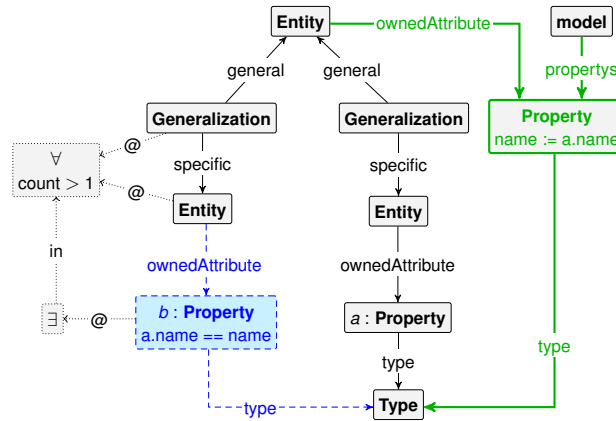 Entity
ownedAttribute
model
general
general
propertys
Generalization
Generalization
Property
name := a.name
∀
count > 1
@
@
specific
specific
Entity
Entity
in
ownedAttribute
ownedAttribute
∃
@
b : Property
a.name == name
a : Property
type
type
type
Type